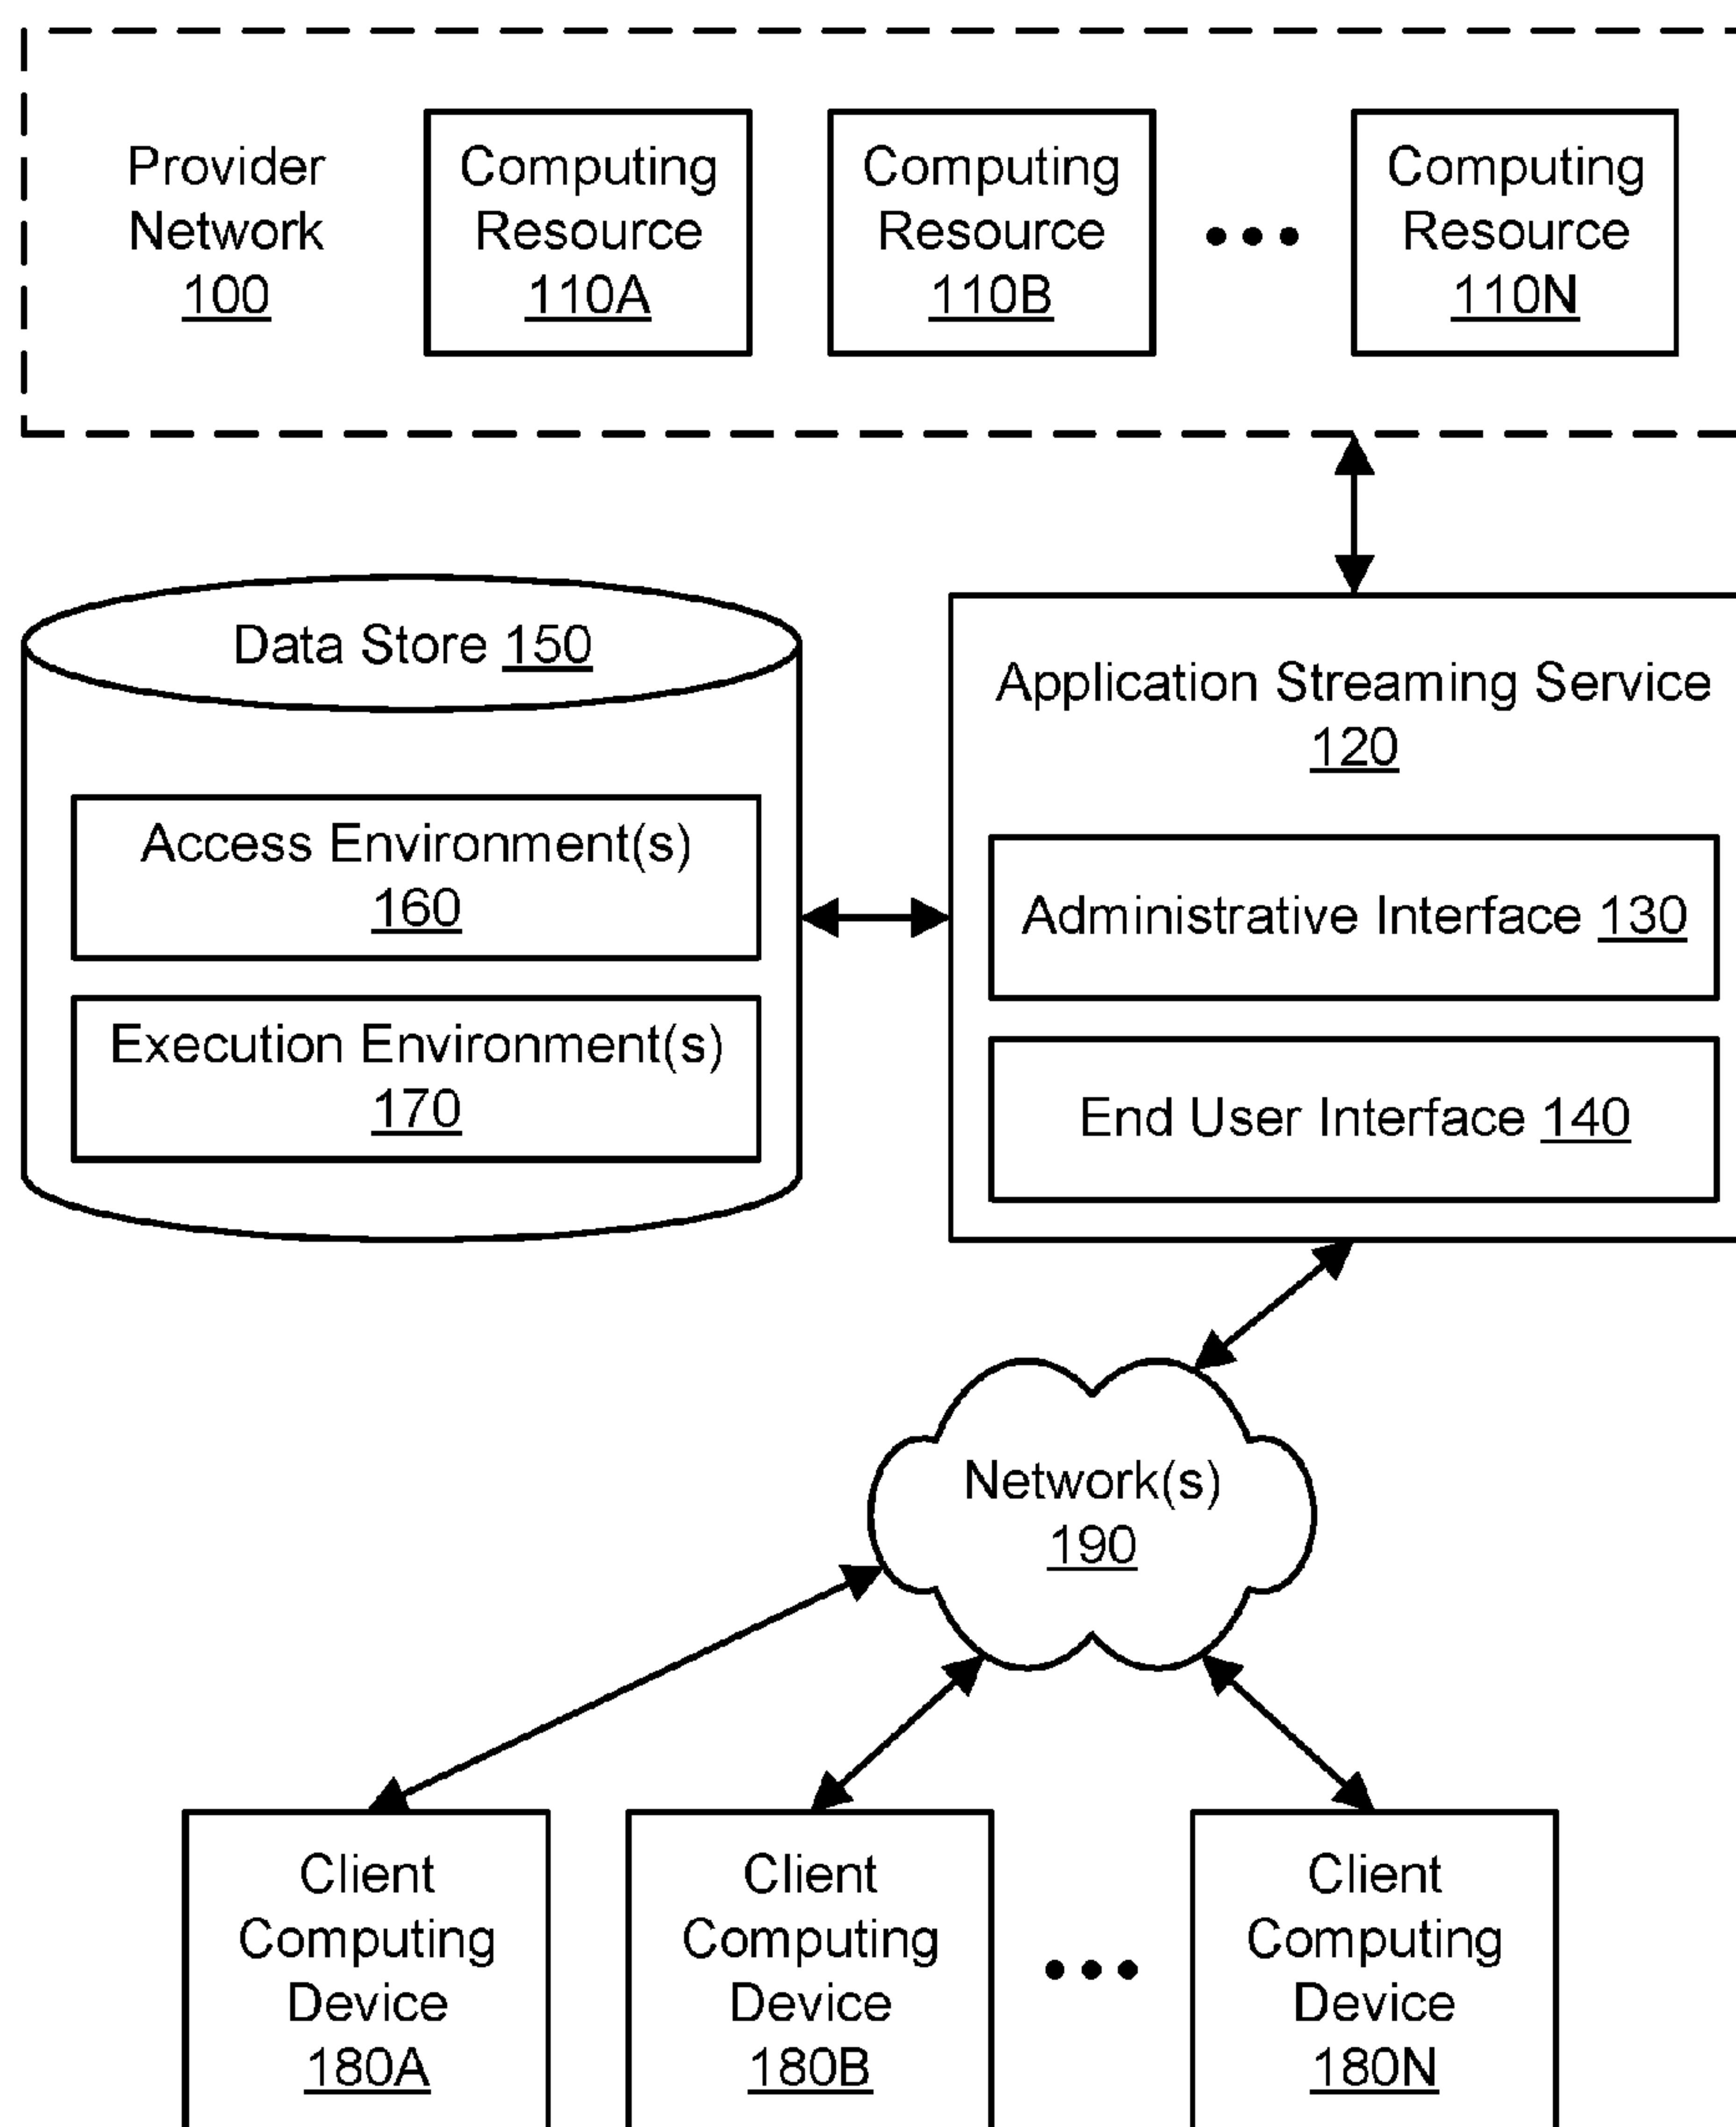 Provider
Network
100
Computing
Resource
110A
Computing
Resource
110B
Computing
Resource
110N
Data Store 150
Access Environment(s)
160
Execution Environment(s)
170
Application Streaming Service
120
Administrative Interface 130
End User Interface 140
Network(s)
190
Client
Computing
Device
180A
Client
Computing
Device
180B
Client
Computing
Device
180N